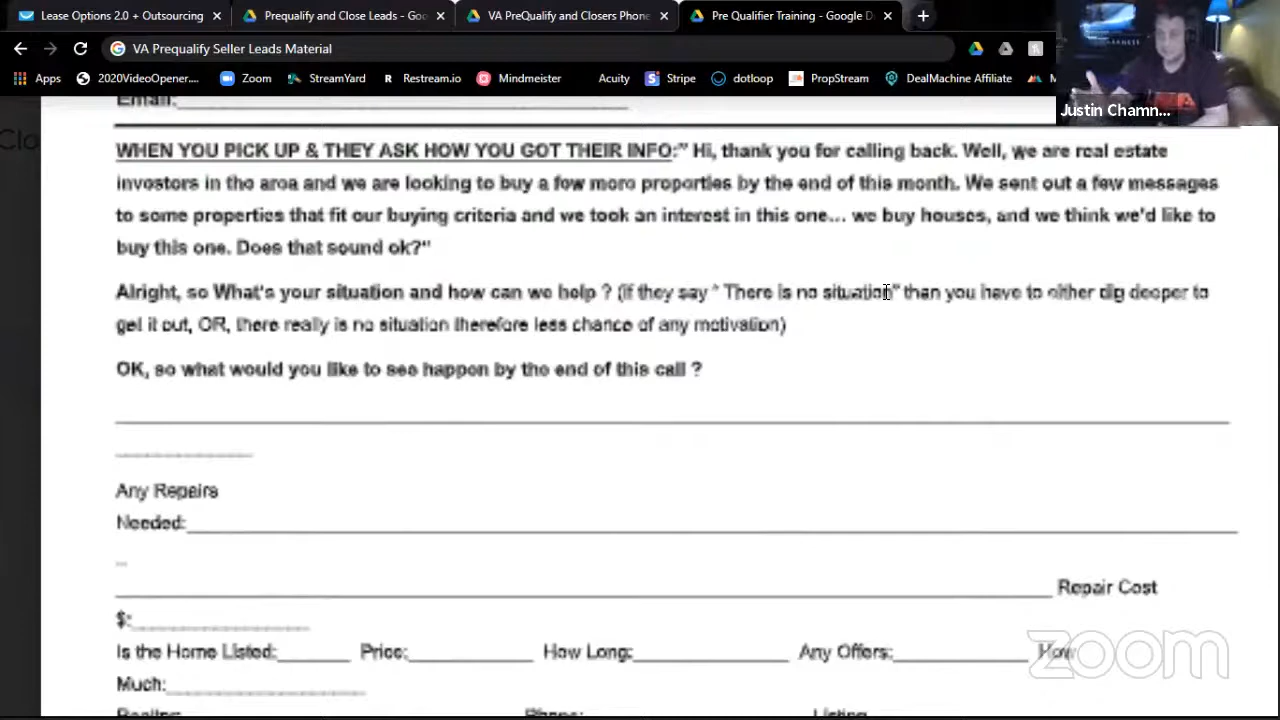 Lease Options 2.0 + Outsourcing
Prequalify and Close Leads - Goo
VA PreQualify and Closers Phone
Pre Qualifier Training - Google D
VA Prequalify Seller Leads Material
Apps
2020VideoOpener....
Zoom
StreamYard
Restream.io
Mindmeister
Acuity
Stripe
dotloop
PropStream
DealMachine Affiliate
M
Justin Chamn...
Clo
Email:
WHEN YOU PICK UP & THEY ASK HOW YOU GOT THEIR INFO:" Hi, thank you for calling back. Well, we are real estate
investors in the area and we are looking to buy a few more properties by the end of this month. We sent out a few messages
to some properties that fit our buying criteria and we took an interest in this one... we buy houses, and we think we'd like to
buy this one. Does that sound ok?"
Alright, so What's your situation and how can we help ? (If they say " There is no situation" than you have to either dig deeper to
get it out, OR, there really is no situation therefore less chance of any motivation)
OK, so what would you like to see happen by the end of this call ?
Any Repairs
Needed:
...
Repair Cost
$:
Is the Home Listed: Price: How Long: Any Offers: How
Much:
Phone: Listing
zoom